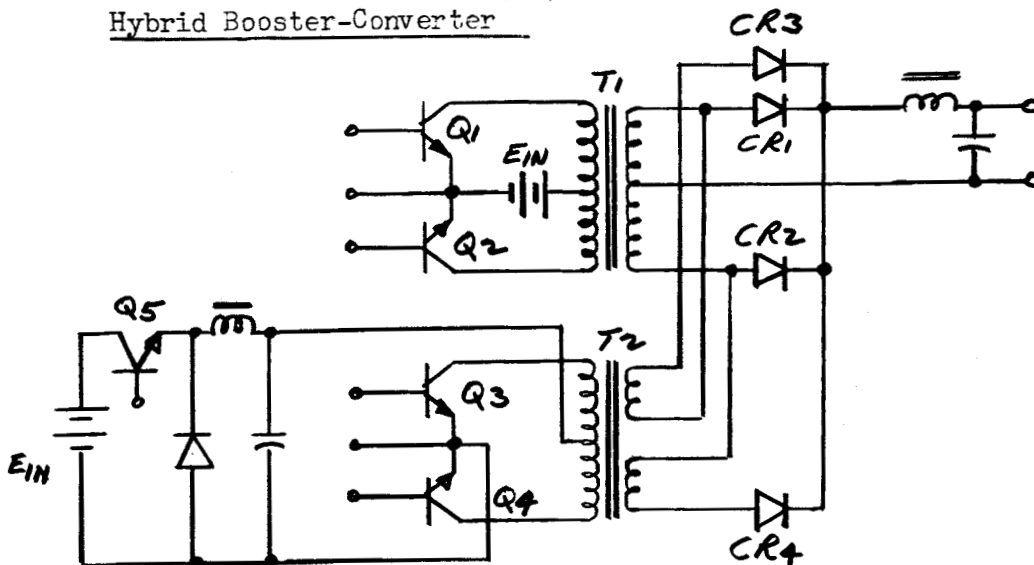 Hybrid Booster-Converter
CR3
T1
Q1
CR1
EIN
Q2
CR2
Q5
T2
Q3
EIN
Q4
CR4